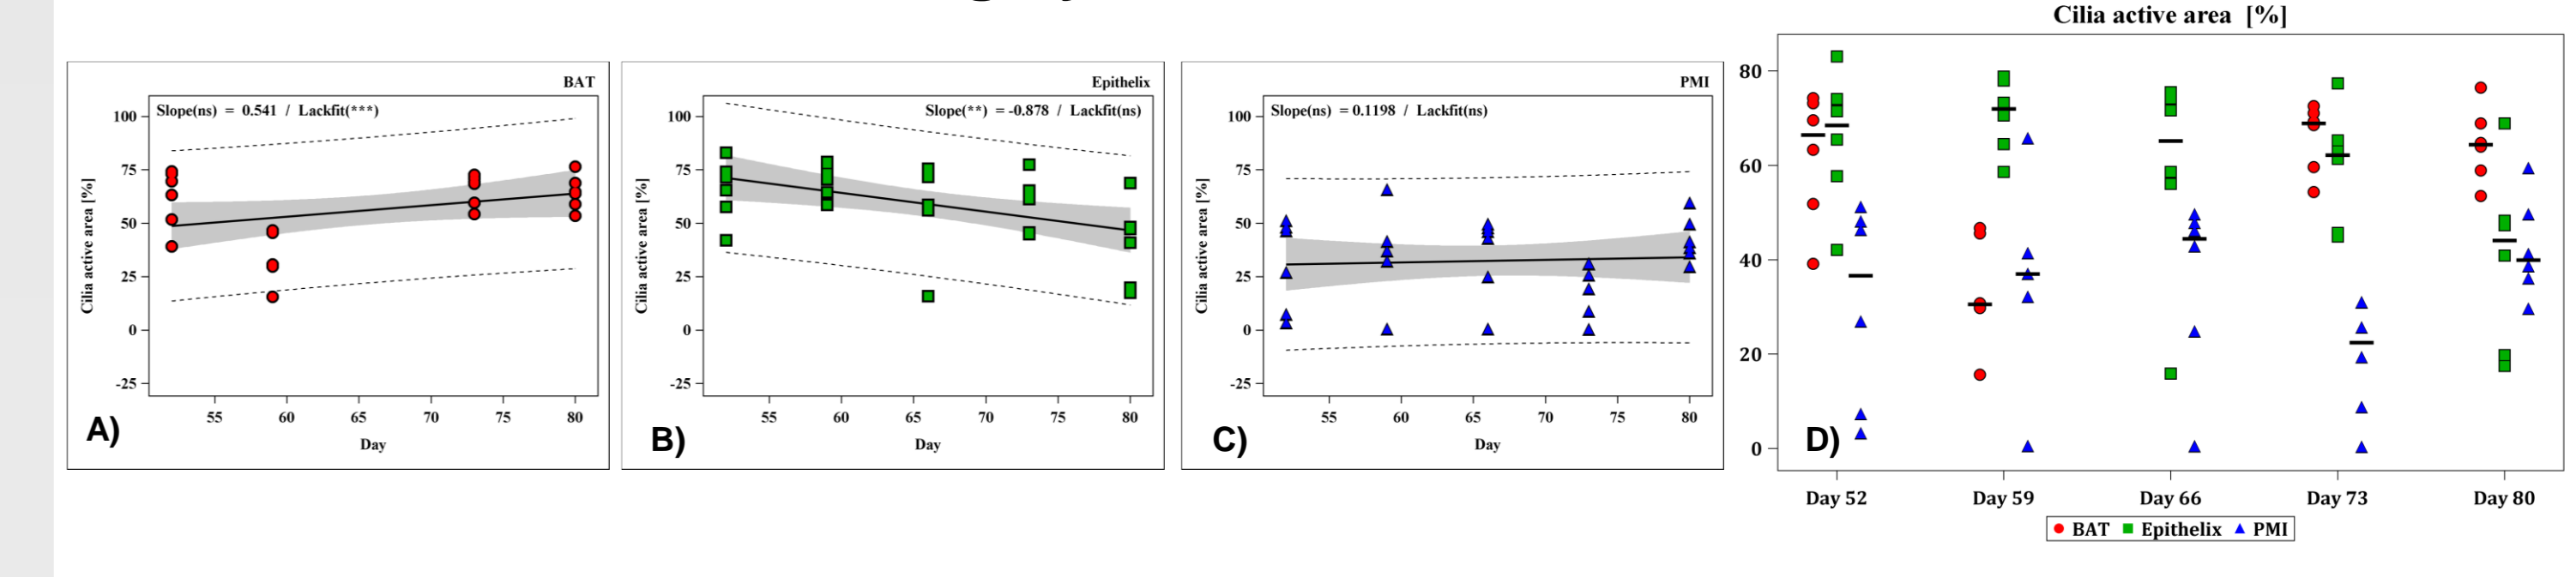 BAT
Slope(ns) = 0.541 / Lackfit(***)
Cilia active area [%]
100
75
50
25
0
-25
55 60 65 70 75 80
Day
A)
Epithelix
Slope(**) = -0.878 / Lackfit(ns)
Cilia active area [%]
100
75
50
25
0
-25
55 60 65 70 75 80
Day
B)
PMI
Slope(ns) = 0.1198 / Lackfit(ns)
Cilia active area [%]
100
75
50
25
0
-25
55 60 65 70 75 80
Day
C)
Cilia active area [%]
80
60
40
20
0
D)
Day 52 Day 59 Day 66 Day 73 Day 80
BAT Epithelix PMI